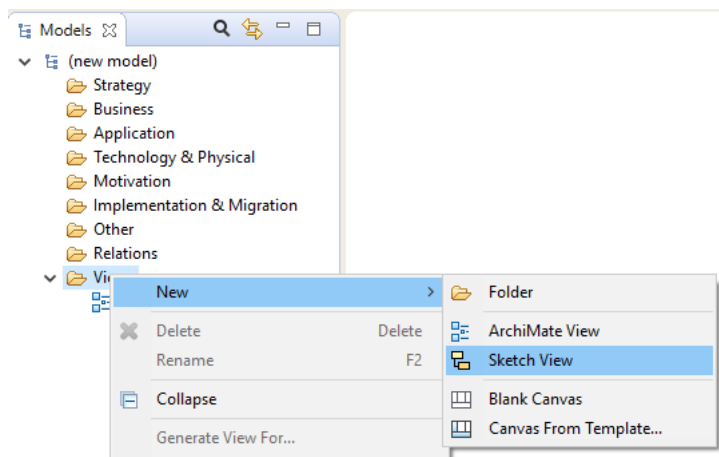 Models
(new model)
Strategy
Business
Application
Technology & Physical
Motivation
Implementation & Migration
Other
Relations
New
Delete Delete
Rename F2
Collapse
Generate View For...
Folder
ArchiMate View
Sketch View
Blank Canvas
Canvas From Template...